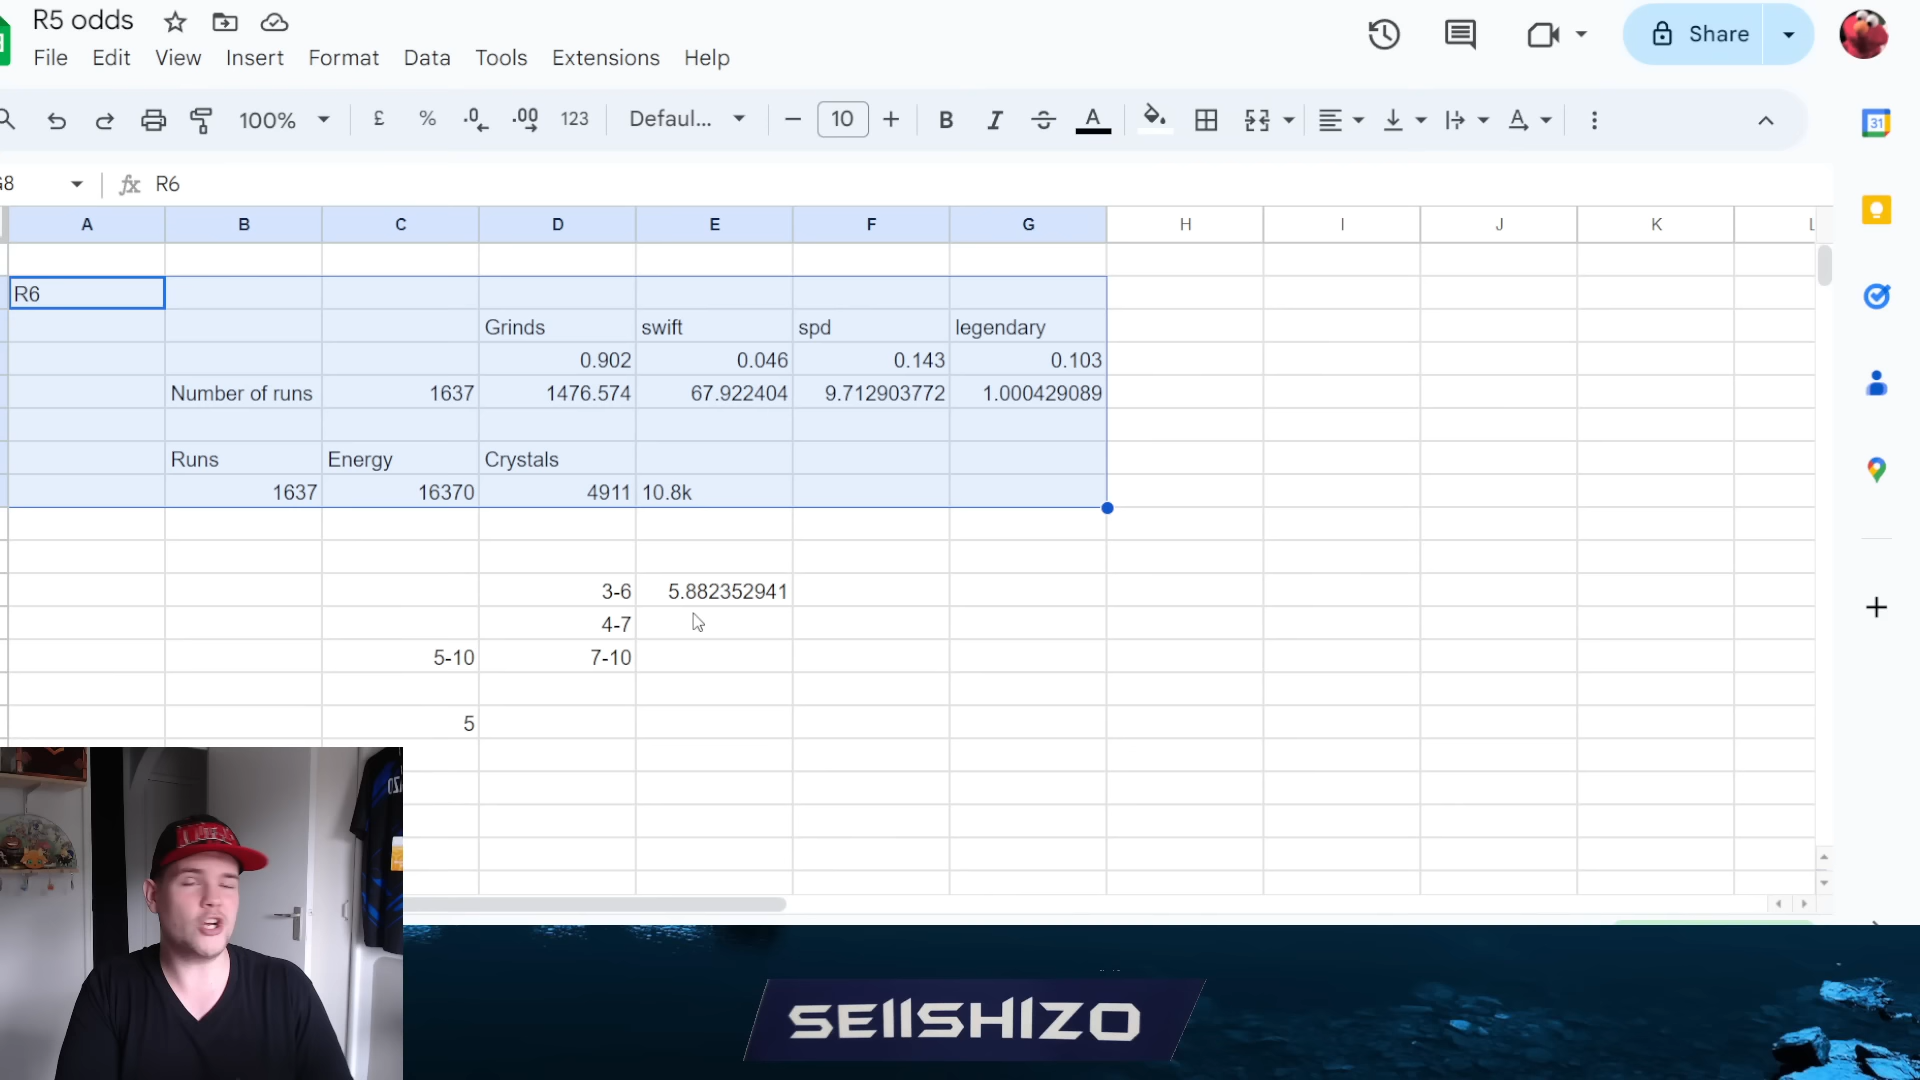 R5 odds
Share
File Edit View Insert Format Data Tools Extensions Help
100% £ % .0 .00 123 Defaul... 10 B I A
31
R6
A B C D E F G H I J K
R6
Grinds swift spd legendary
0.902 0.046 0.143 0.103
Number of runs 1637 1476.574 67.922404 9.712903772 1.000429089
Runs Energy Crystals
1637 16370 4911 10.8k
3-6 5.882352941
4-7
5-10 7-10
5
SEIISHIZO